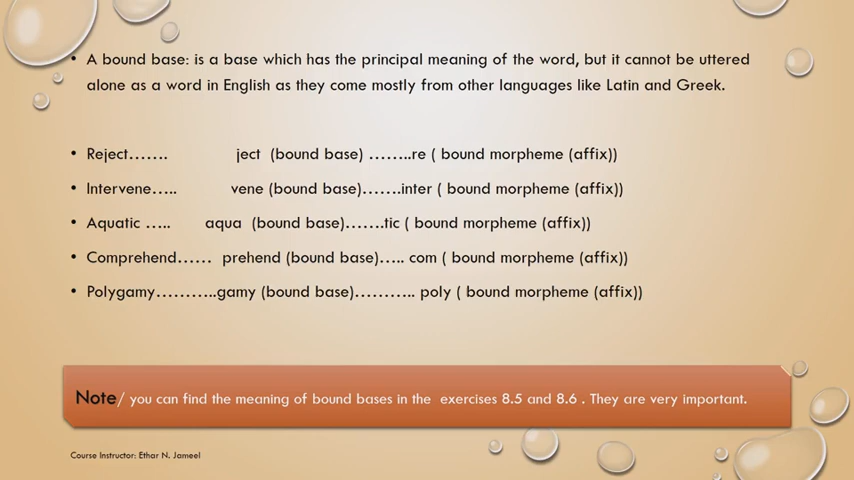 • A bound base: is a base which has the principal meaning of the word, but it cannot be uttered
alone as a word in English as they come mostly from other languages like Latin and Greek.
• Reject……. ject (bound base) ……..re ( bound morpheme (affix))
• Intervene….. vene (bound base)…….inter ( bound morpheme (affix))
• Aquatic ….. aqua (bound base)…….tic ( bound morpheme (affix))
• Comprehend…… prehend (bound base)….. com ( bound morpheme (affix))
• Polygamy………..gamy (bound base)……….. poly ( bound morpheme (affix))
Note/ you can find the meaning of bound bases in the exercises 8.5 and 8.6 . They are very important.
Course Instructor: Ethar N. Jameel